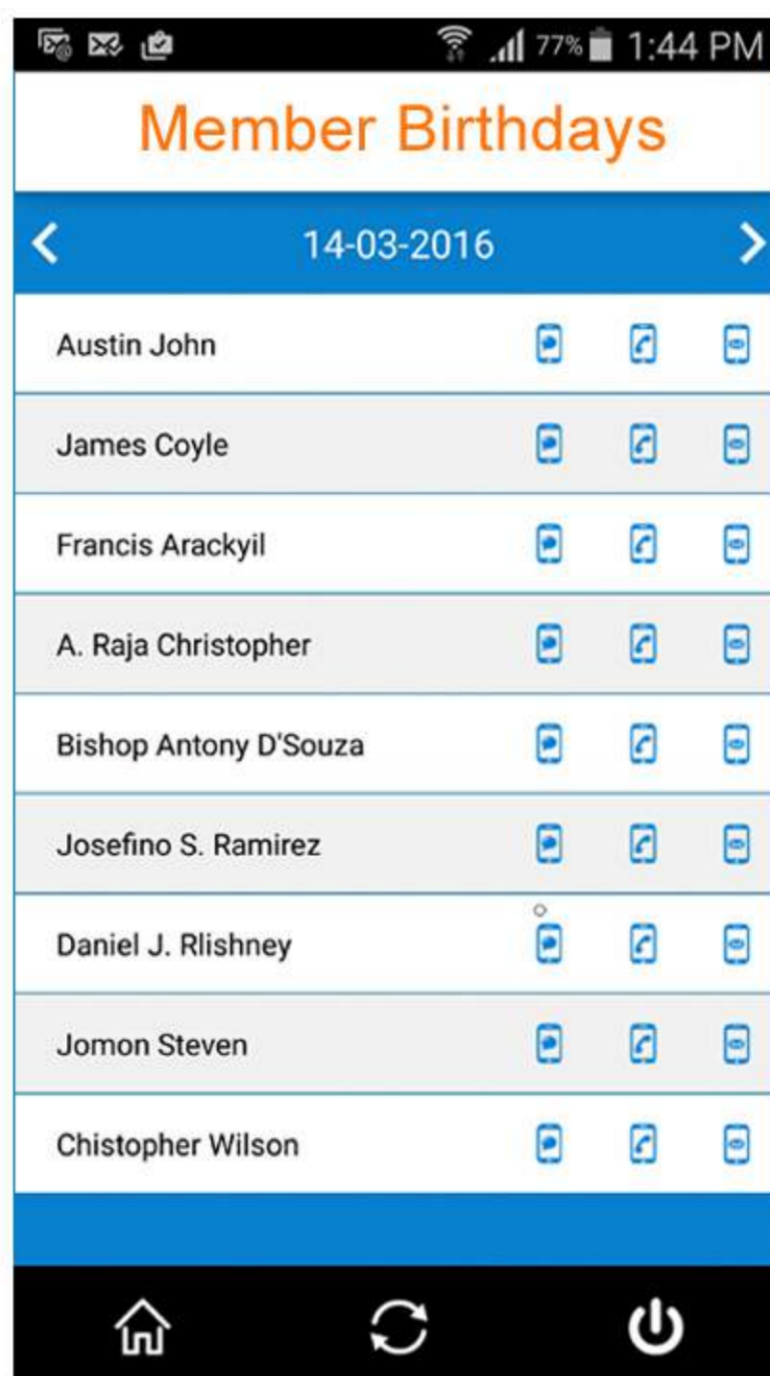 77% 1:44 PM
Member Birthdays
14-03-2016
Austin John
James Coyle
Francis Arackyil
A. Raja Christopher
Bishop Antony D'Souza
Josefino S. Ramirez
Daniel J. Rlishney
Jomon Steven
Chistopher Wilson